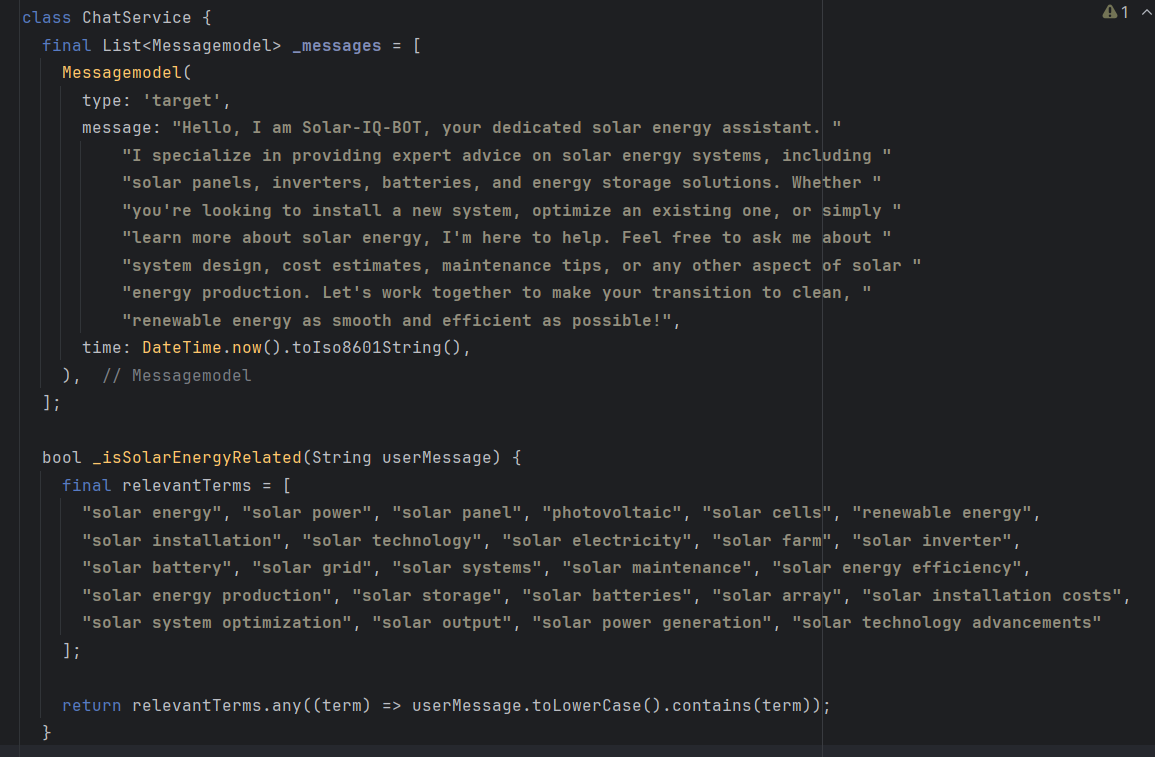 class ChatService {
final List<Messagemodel> _messages = [
Messagemodel(
type: 'target',
message: "Hello, I am Solar-IQ-BOT, your dedicated solar energy assistant. "
"I specialize in providing expert advice on solar energy systems, including "
"solar panels, inverters, batteries, and energy storage solutions. Whether "
"you're looking to install a new system, optimize an existing one, or simply "
"learn more about solar energy, I'm here to help. Feel free to ask me about "
"system design, cost estimates, maintenance tips, or any other aspect of solar "
"energy production. Let's work together to make your transition to clean, "
"renewable energy as smooth and efficient as possible!",
time: DateTime.now().toIso8601String(),
), // Messagemodel
];
bool _isSolarEnergyRelated(String userMessage) {
final relevantTerms = [
"solar energy", "solar power", "solar panel", "photovoltaic", "solar cells", "renewable energy",
"solar installation", "solar technology", "solar electricity", "solar farm", "solar inverter",
"solar battery", "solar grid", "solar systems", "solar maintenance", "solar energy efficiency",
"solar energy production", "solar storage", "solar batteries", "solar array", "solar installation costs",
"solar system optimization", "solar output", "solar power generation", "solar technology advancements"
];
return relevantTerms.any((term) => userMessage.toLowerCase().contains(term));
}
1